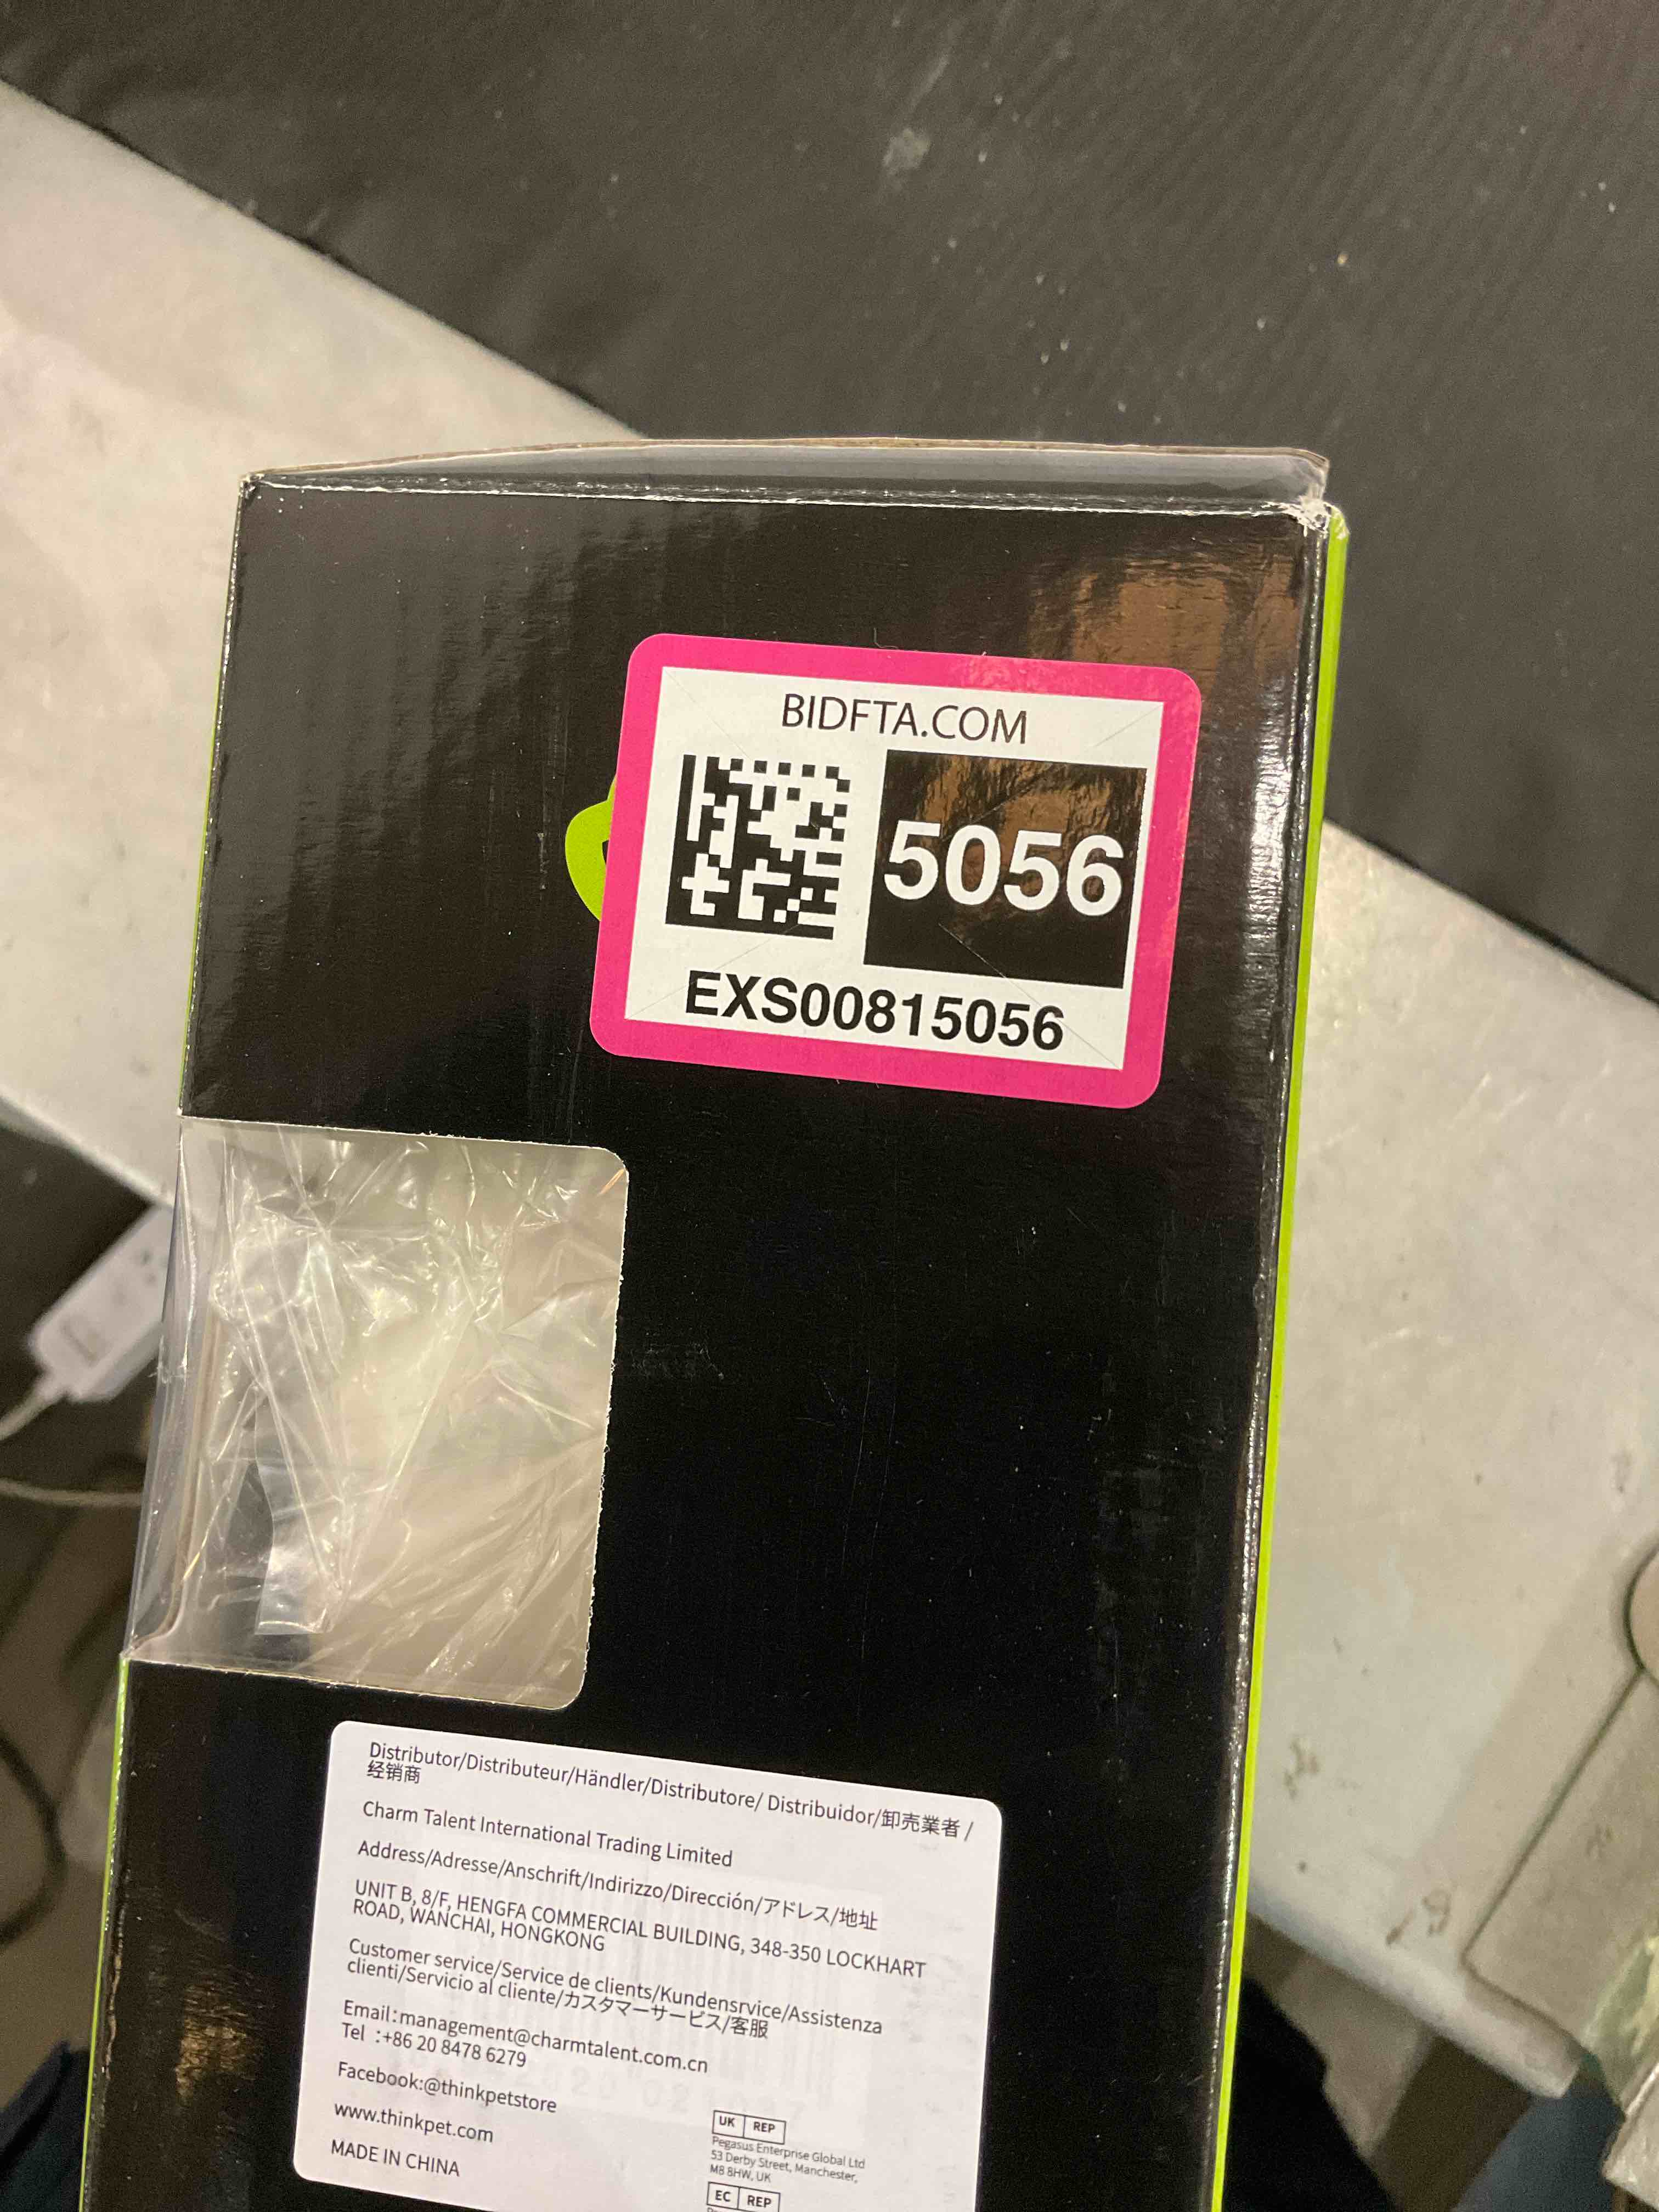 BIDFTA.COM
5056
EXS00815056
Distributor/Distributeur/Händler/Distributore/ Distribuidor/卸売業者 /
经销商
Charm Talent International Trading Limited
Address/Adresse/Anschrift/Indirizzo/Dirección/アドレス/地址
UNIT B, 8/F, HENGFA COMMERCIAL BUILDING, 348-350 LOCKHART
ROAD, WANCHAI, HONGKONG
Customer service/Service de clients/Kundensrvice/Assistenza
clienti/Servicio al cliente/カスタマーサービス/客服
Email:management@charmtalent.com.cn
Tel :+86 20 8478 6279
Facebook:@thinkpetstore
www.thinkpet.com
MADE IN CHINA
UK REP
Pegasus Enterprise Global Ltd
53 Derby Street, Manchester,
M8 8HW, UK
EC REP